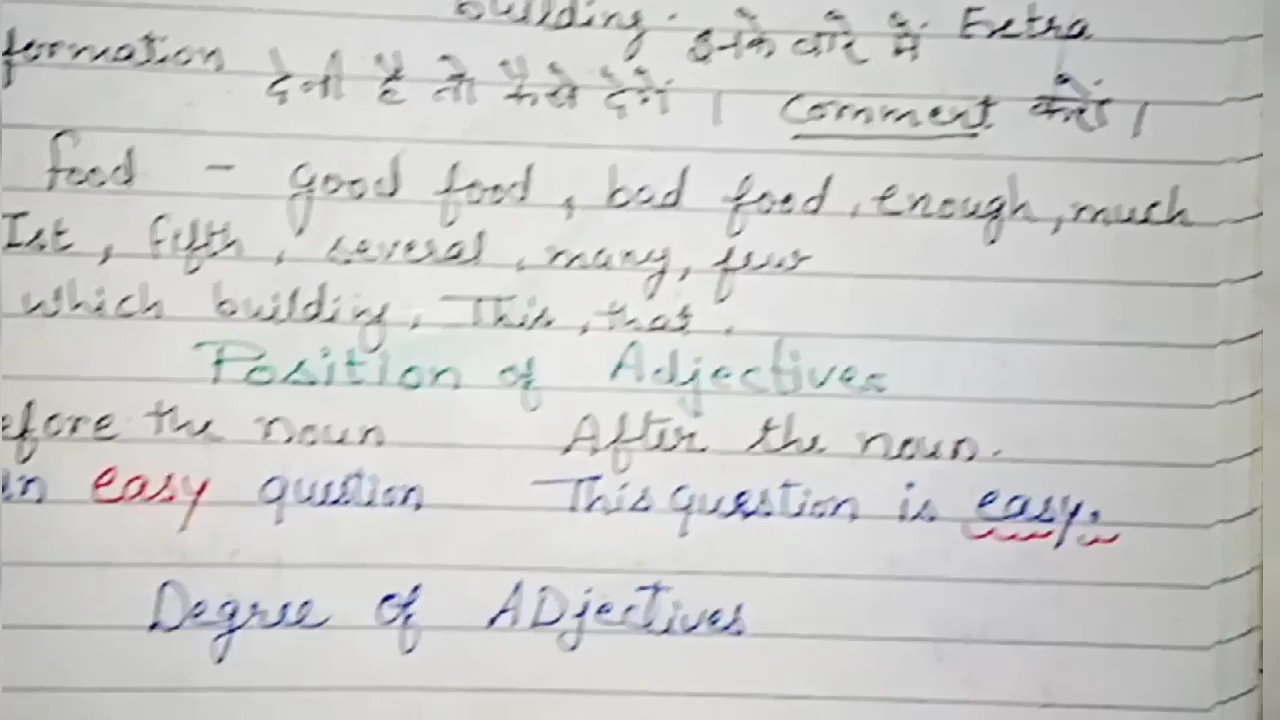 building. इनके बारे में Extra
formation देनी है तो कैसे देगें । Comment करें ।
food - good food, bad food, enough, much
Ist, fifth, several, many, few
which building, This, that.
Position of Adjectives
efore the noun After the noun.
an easy question This question is easy.
Degree of ADjectives